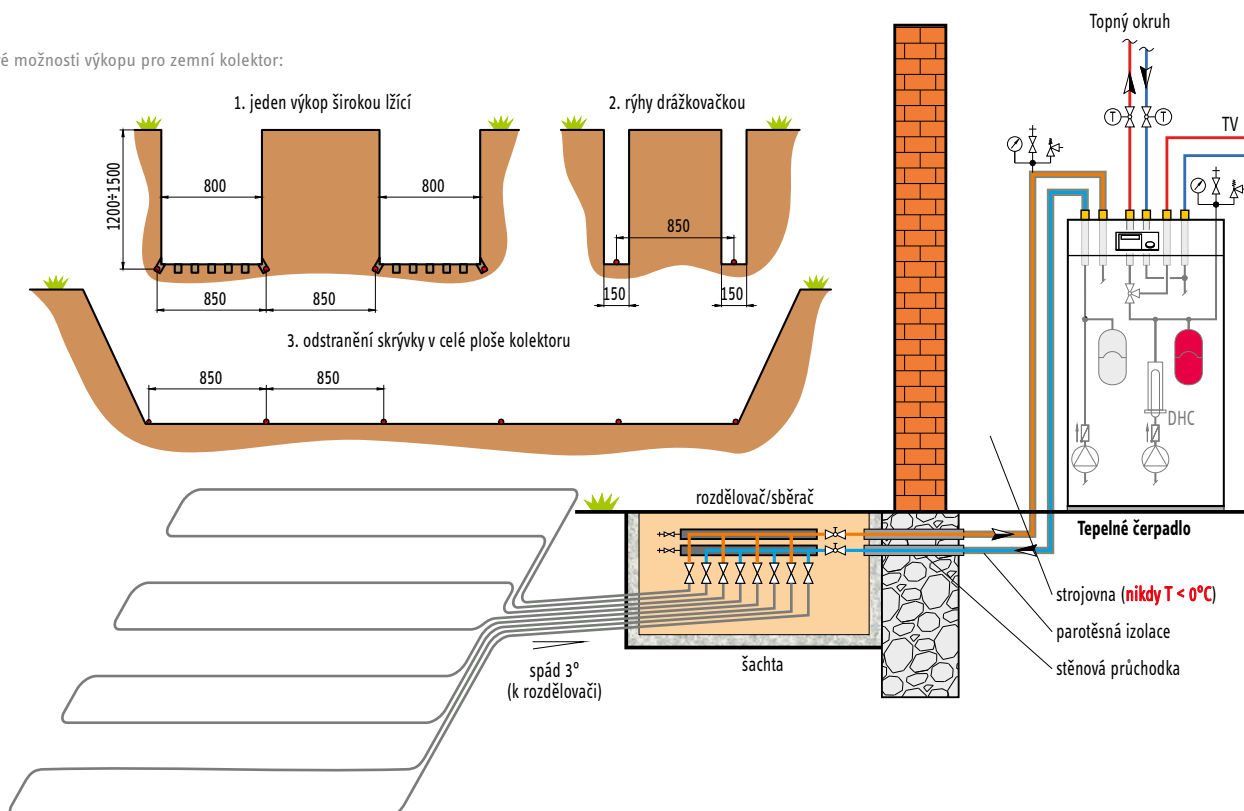 é možnosti výkopu pro zemní kolektor:
1. jeden výkop širokou lžící
2. rýhy drážkovačkou
1200÷1500
800
800
850
850
850
150
150
3. odstranění skrývky v celé ploše kolektoru
850
850
Topný okruh
T
T
TV
DHC
Tepelné čerpadlo
rozdělovač/sběrač
šachta
spád 3°
(k rozdělovači)
strojovna (nikdy T < 0°C)
parotěsná izolace
stěnová průchodka